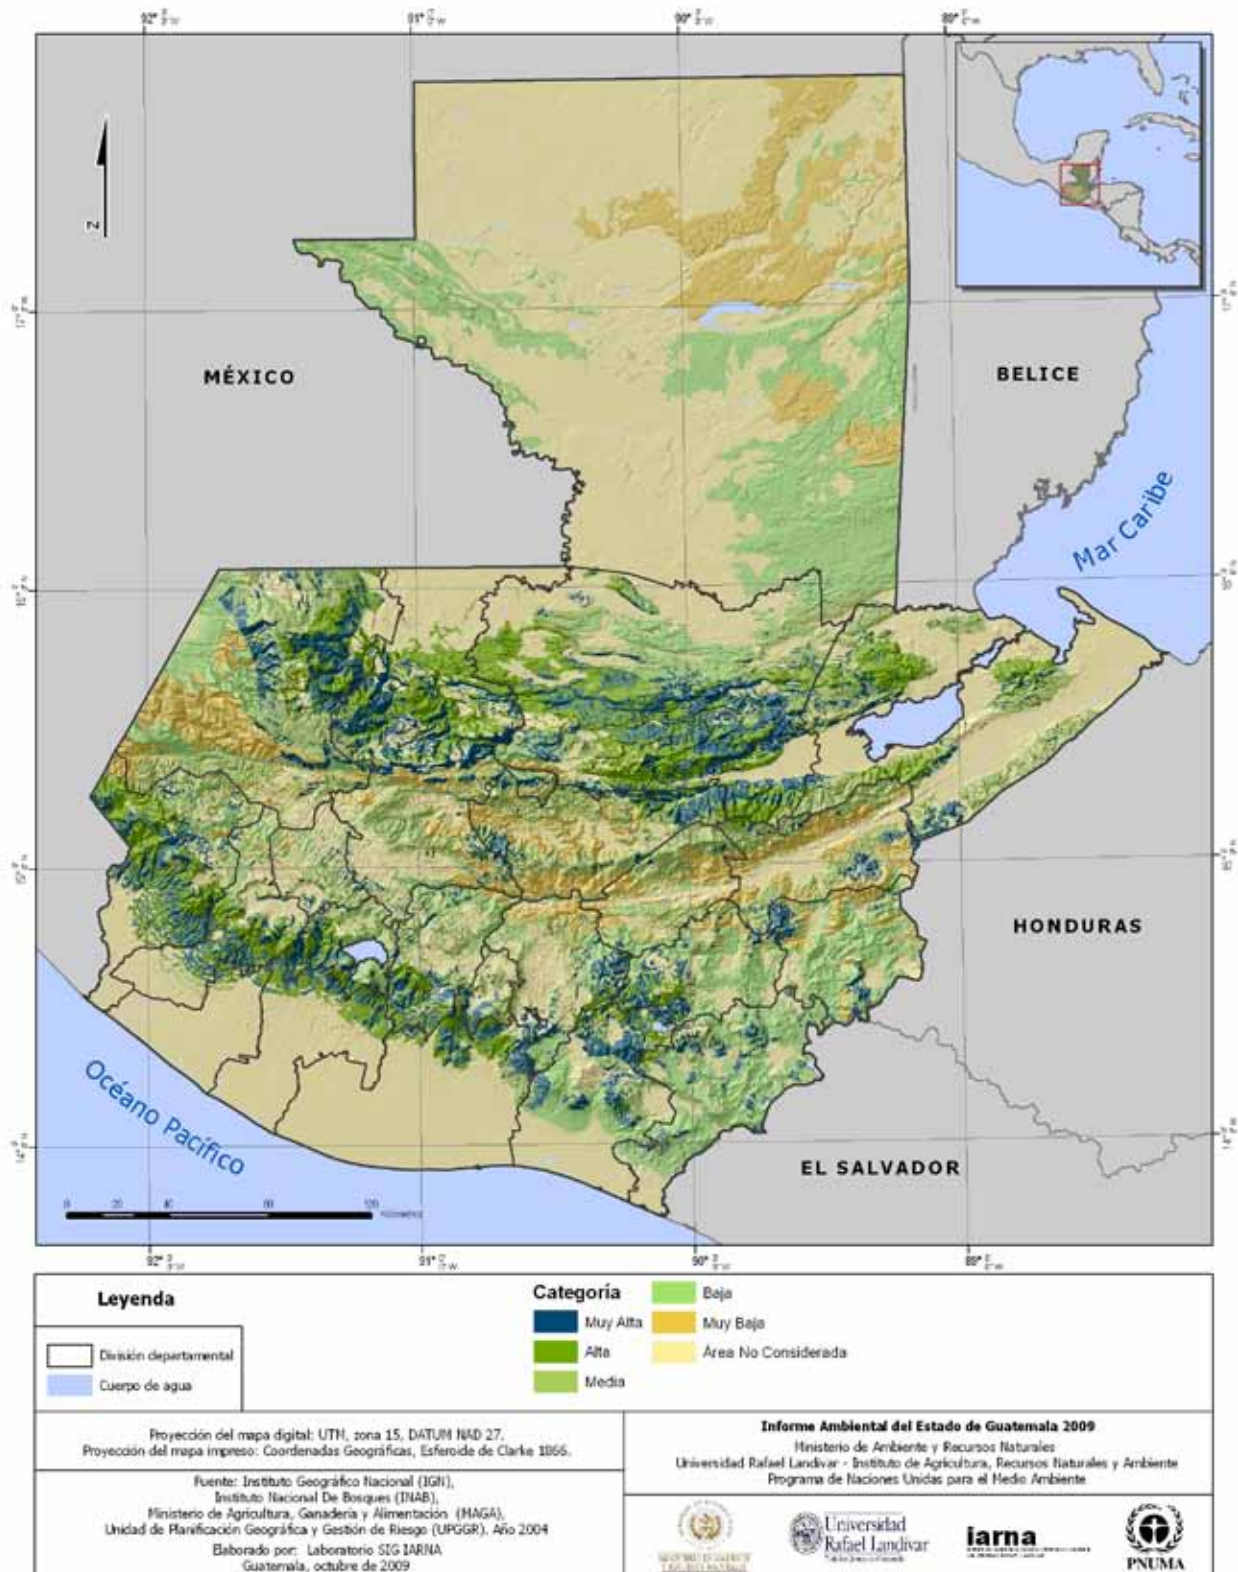 MÉXICO
BELICE
Mar Caribe
HONDURAS
Océano Pacífico
EL SALVADOR
0 20 40 80 120
Leyenda
División departamental
Cuerpo de agua
Categoría
Muy Alta
Alta
Media
Baja
Muy Baja
Área No Considerada
Proyección del mapa digital: UTM, zona 15, DATUM NAD 27.
Proyección del mapa impreso: Coordenadas Geográficas, Esferoide de Clarke 1866.
Fuente: Instituto Geográfico Nacional (IGN),
Instituto Nacional De Bosques (INAB),
Ministerio de Agricultura, Ganadería y Alimentación (MAGA),
Unidad de Planificación Geográfica y Gestión de Riesgo (UPGGR). Año 2004
Elaborado por: Laboratorio SIG IARNA
Guatemala, octubre de 2009
Informe Ambiental del Estado de Guatemala 2009
Ministerio de Ambiente y Recursos Naturales
Universidad Rafael Landívar - Instituto de Agricultura, Recursos Naturales y Ambiente
Programa de Naciones Unidas para el Medio Ambiente
Universidad
Rafael Landívar
iarna
PNUMA